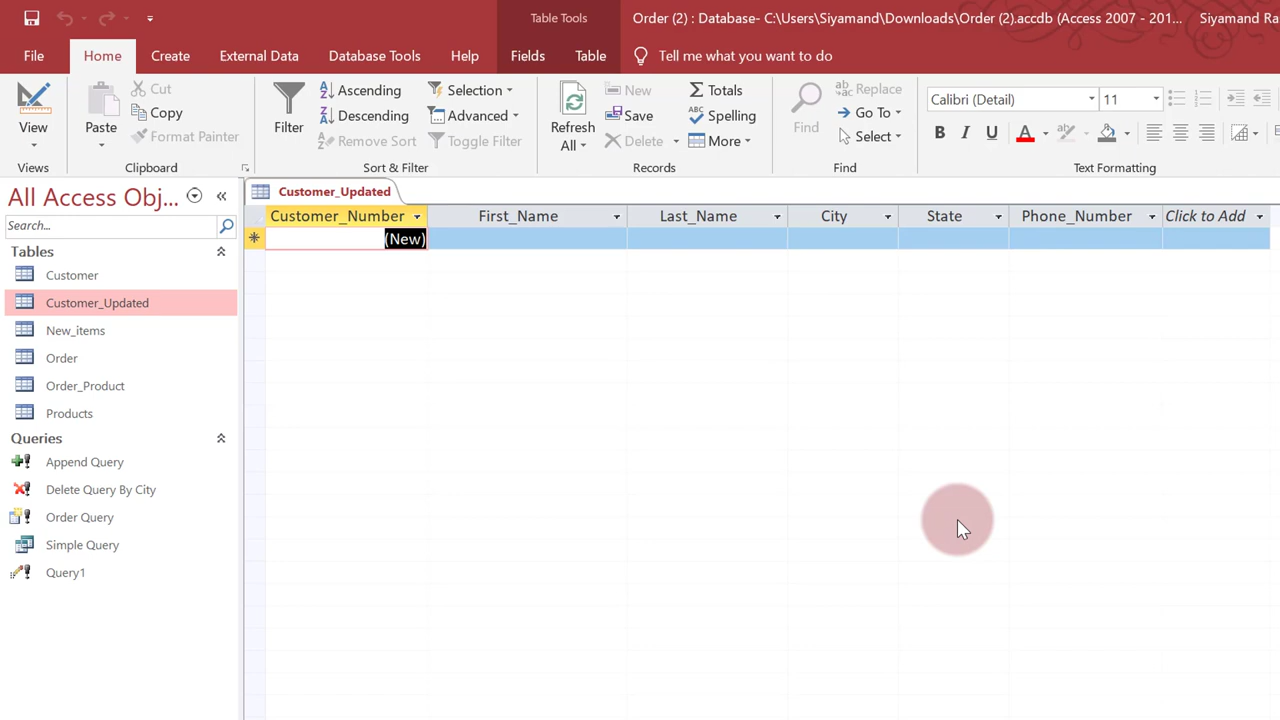 Table Tools
Order (2) : Database- C:\Users\Siyamand\Downloads\Order (2).accdb (Access 2007 - 201...
Siyamand Ra
File
Home
Create
External Data
Database Tools
Help
Fields
Table
Tell me what you want to do
View
Views
Paste
Cut
Copy
Format Painter
Clipboard
Filter
Ascending
Descending
Remove Sort
Selection
Advanced
Toggle Filter
Sort & Filter
Refresh
All
New
Save
Delete
Totals
Spelling
More
Records
Find
Replace
Go To
Select
Find
Calibri (Detail)
11
B I U A ab
Text Formatting
All Access Obj...
Search...
Tables
Customer
Customer_Updated
New_items
Order
Order_Product
Products
Queries
Append Query
Delete Query By City
Order Query
Simple Query
Query1
Customer_Updated
Customer_Number First_Name Last_Name City State Phone_Number Click to Add
(New)